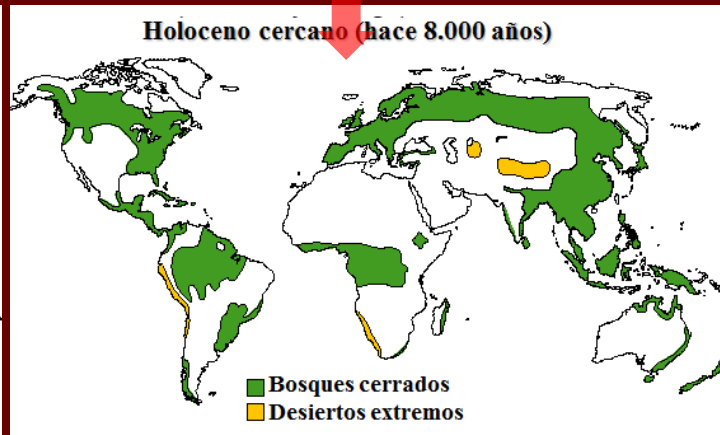 Holoceno cercano (hace 8.000 años)
Bosques cerrados
Desiertos extremos